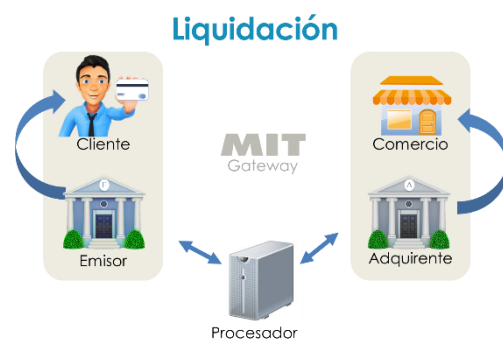 Liquidación
Cliente
MIT
Gateway
Comercio
E
A
Emisor
Adquirente
Procesador